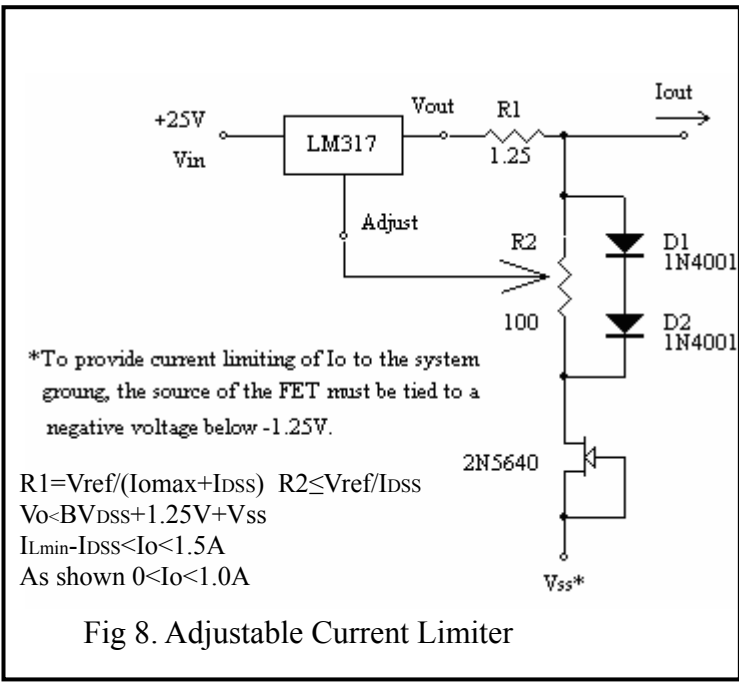 Iout
Vout
R1
+25V
LM317
Vin
1.25
Adjust
R2
D1
1N4001
100
D2
1N4001
*To provide current limiting of Io to the system
groung, the source of the FET must be tied to a
negative voltage below -1.25V.
2N5640
R1=Vref/(Iomax+IDSS) R2≤Vref/IDSS
Vo<BVDSS+1.25V+Vss
ILmin-IDSS<Io<1.5A
As shown 0<Io<1.0A
Vss*
Fig 8. Adjustable Current Limiter